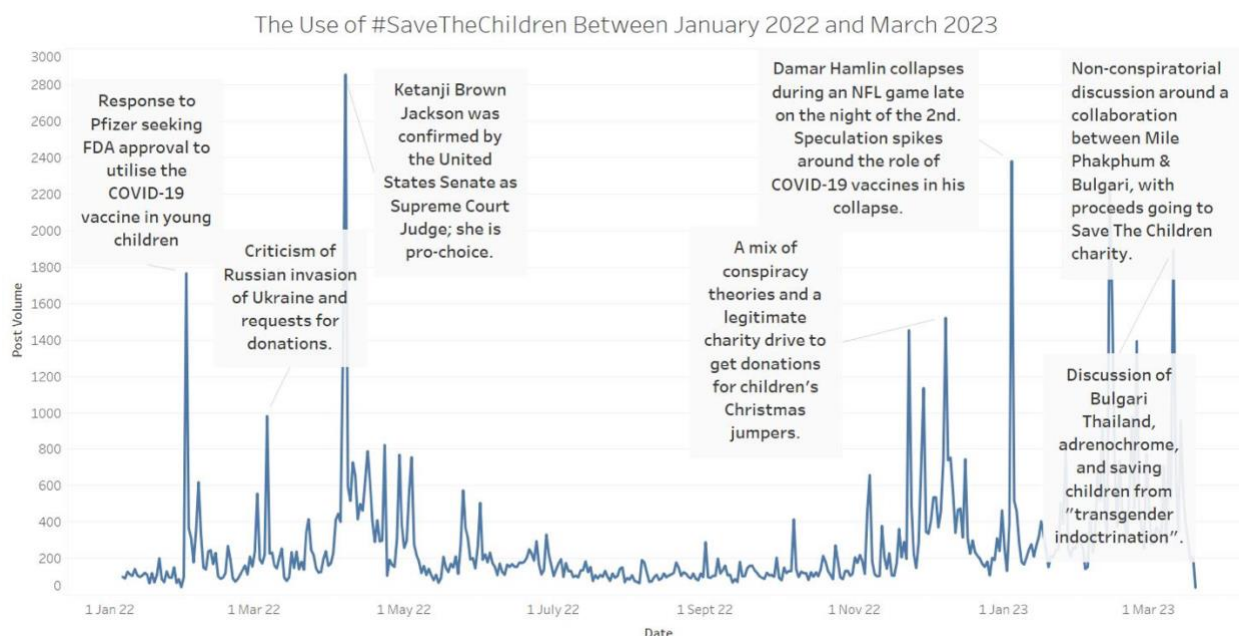 The Use of #SaveTheChildren Between January 2022 and March 2023
3000
2800
2600
2400
2200
2000
1800
1600
1400
1200
1000
800
600
400
200
0
Post Volume
Response to
Pfizer seeking
FDA approval to
utilise the
COVID-19
vaccine in young
children
Criticism of
Russian invasion
of Ukraine and
requests for
donations.
Ketanji Brown
Jackson was
confirmed by
the United
States Senate as
Supreme Court
Judge; she is
pro-choice.
A mix of
conspiracy
theories and a
legitimate
charity drive to
get donations
for children's
Christmas
jumpers.
Damar Hamlin collapses
during an NFL game late
on the night of the 2nd.
Speculation spikes
around the role of
COVID-19 vaccines in his
collapse.
Non-conspiratorial
discussion around a
collaboration
between Mile
Phakphum &
Bulgari, with
proceeds going to
Save The Children
charity.
Discussion of
Bulgari
Thailand,
adrenochrome,
and saving
children from
"transgender
indoctrination".
1 Jan 22
1 Mar 22
1 May 22
1 July 22
1 Sept 22
1 Nov 22
1 Jan 23
1 Mar 23
Date